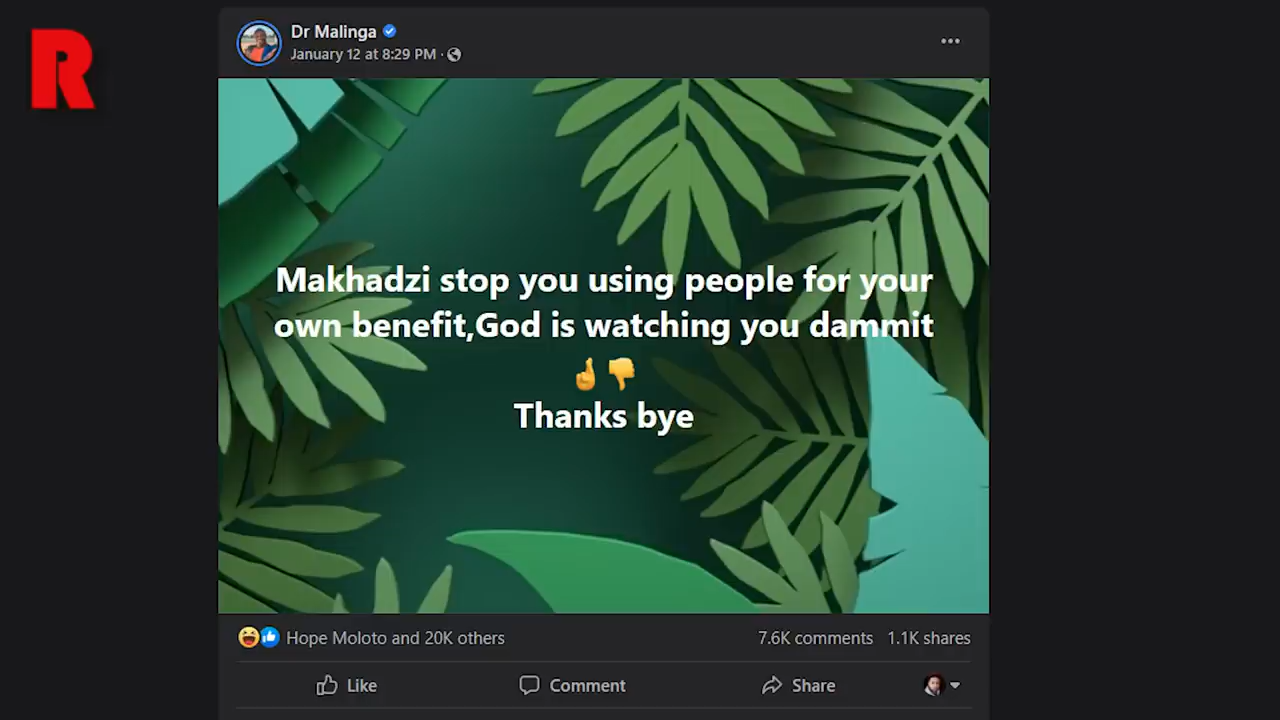 R
Dr Malinga
January 12 at 8:29 PM ·
Makhadzi stop you using people for your
own benefit,God is watching you dammit
🤞👎
Thanks bye
Hope Moloto and 20K others
7.6K comments 1.1K shares
Like Comment Share